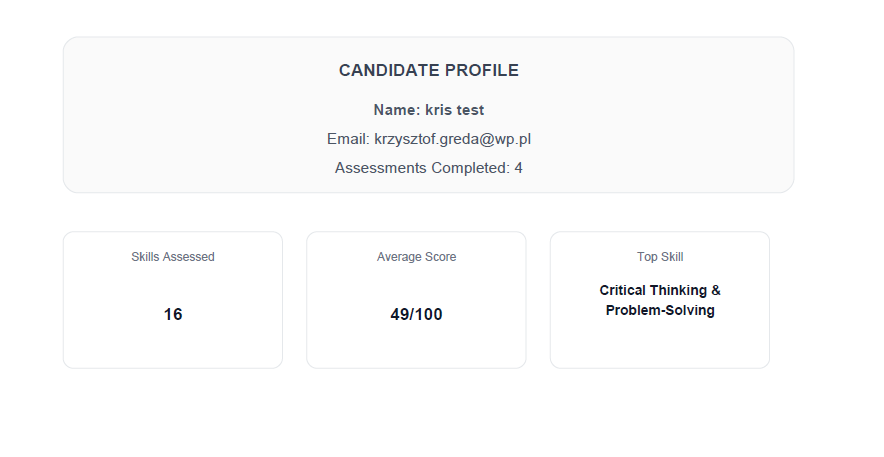 CANDIDATE PROFILE
Name: kris test
Email: krzysztof.greda@wp.pl
Assessments Completed: 4
Skills Assessed
16
Average Score
49/100
Top Skill
Critical Thinking &
Problem-Solving